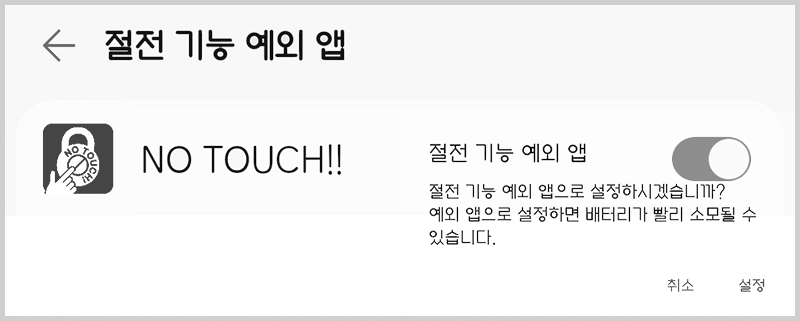 절전 기능 예외 앱
NO TOUCH!
NO TOUCH!!
절전 기능 예외 앱
절전 기능 예외 앱으로 설정하시겠습니까?
예외 앱으로 설정하면 배터리가 빨리 소모될 수
있습니다.
취소 설정